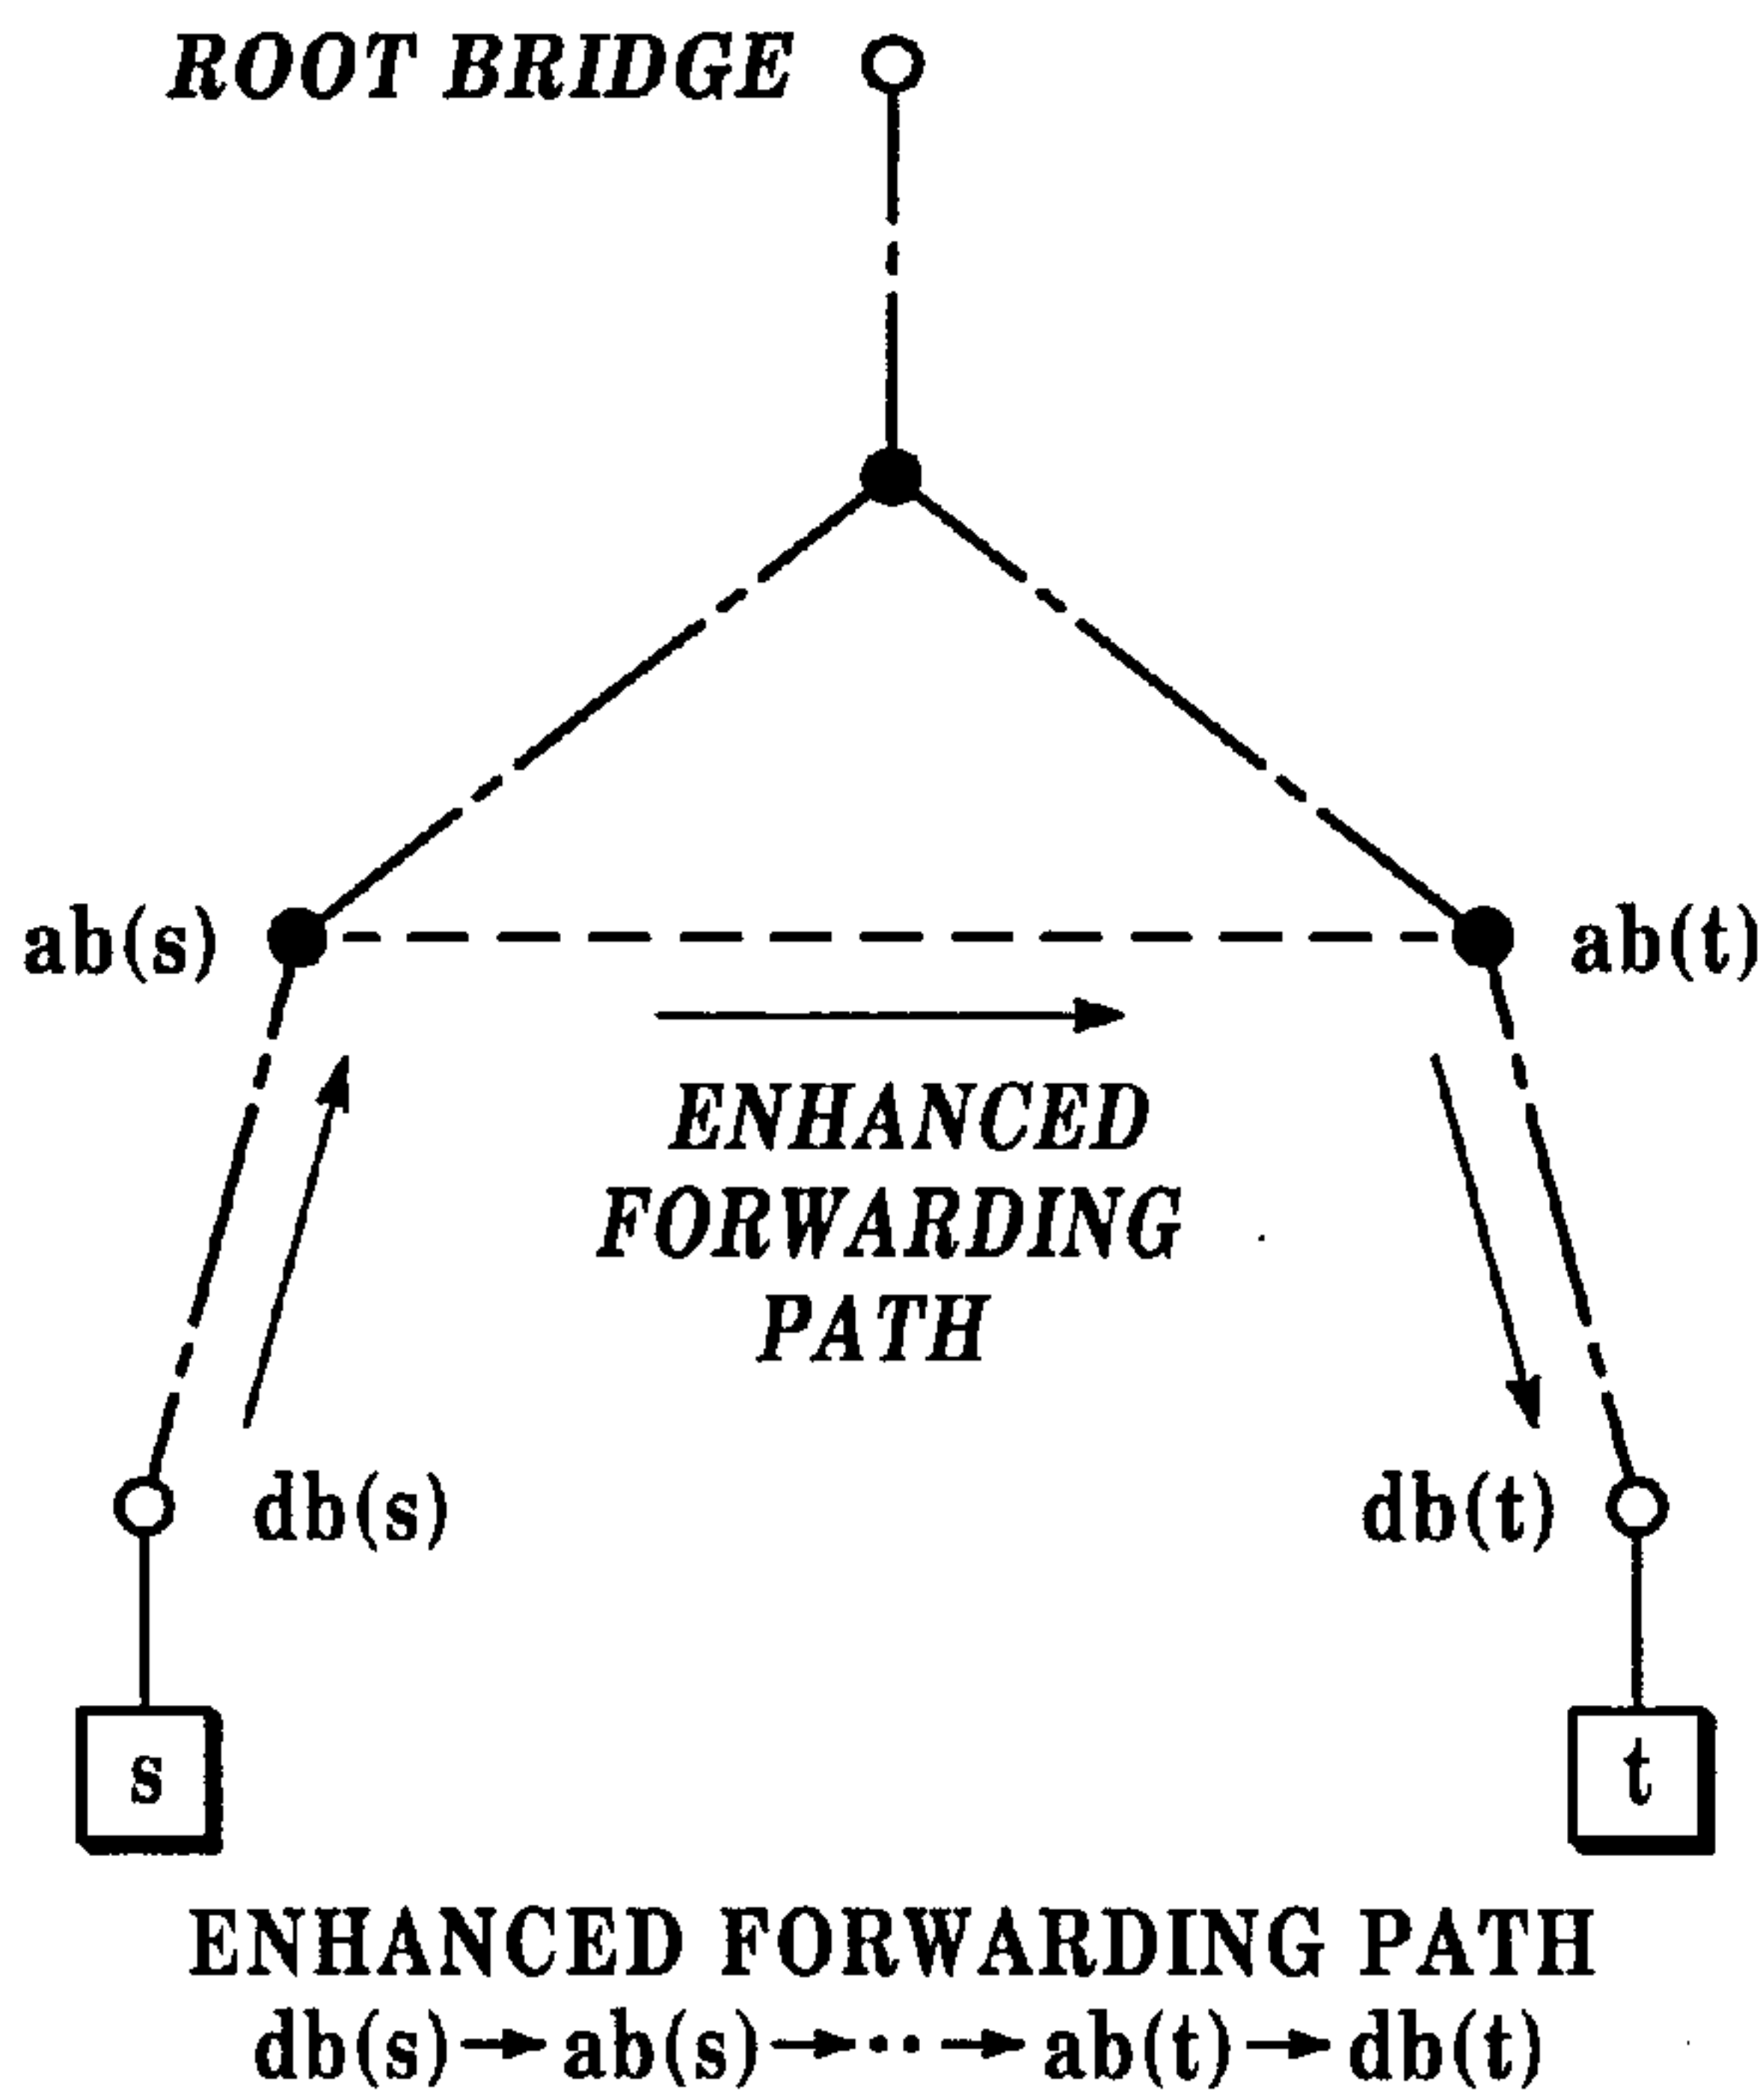 ROOT BRIDGE
ab(s)
ab(t)
ENHANCED
FORWARDING
PATH
db(s)
db(t)
s
t
ENHANCED FORWARDING PATH
db(s)→ab(s)→··→ab(t)→db(t)